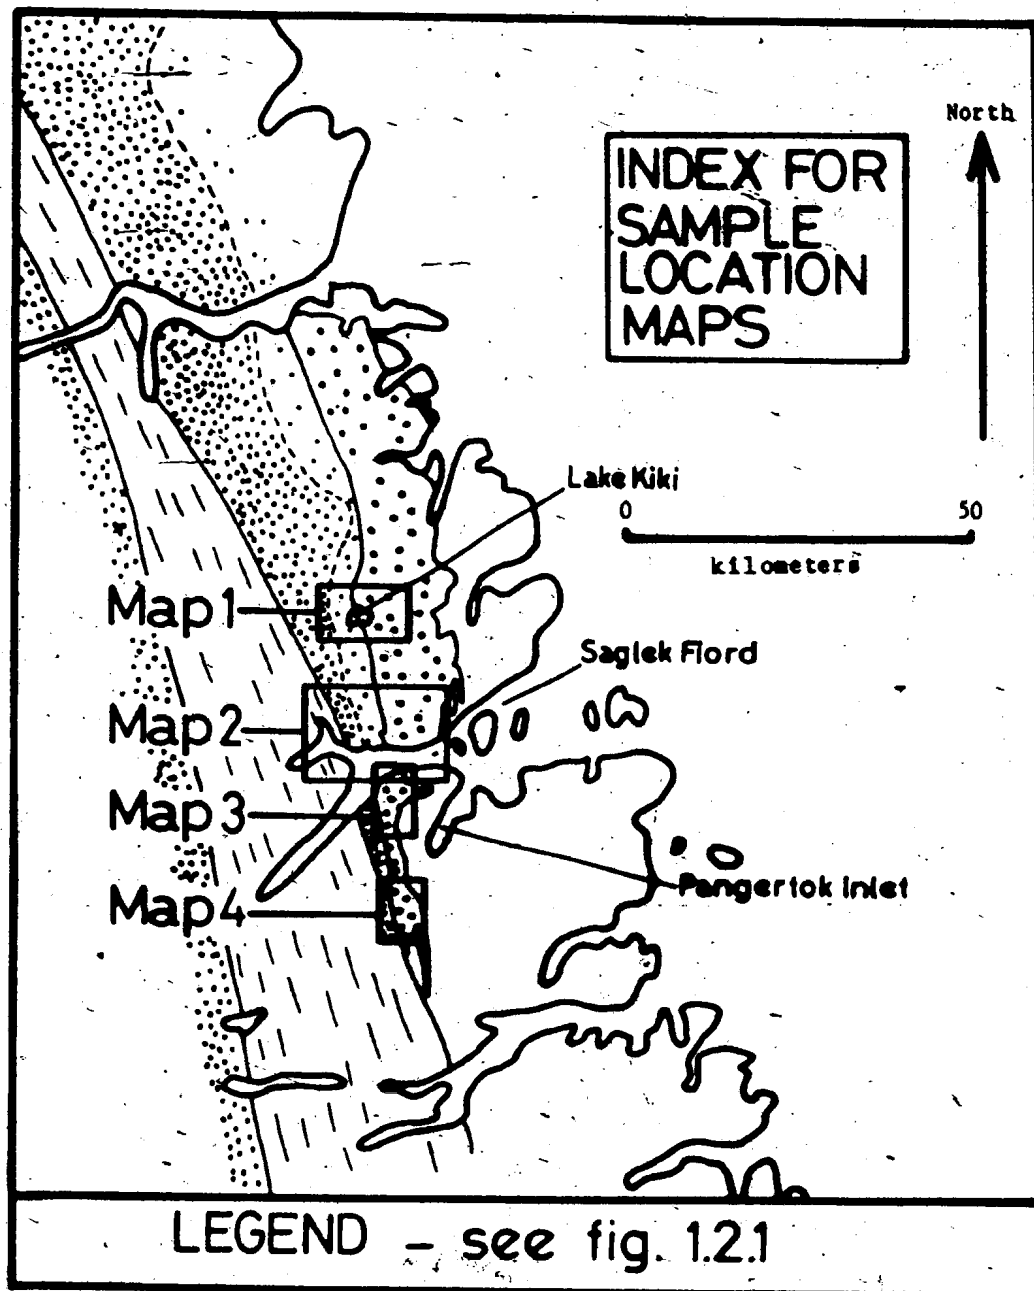 North
INDEX FOR
SAMPLE
LOCATION
MAPS
Lake Kiki
0 50
kilometers
Map 1
Saglek Fiord
Map 2
Map 3
Pangertok Inlet
Map 4
LEGEND - see fig. 1.2.1